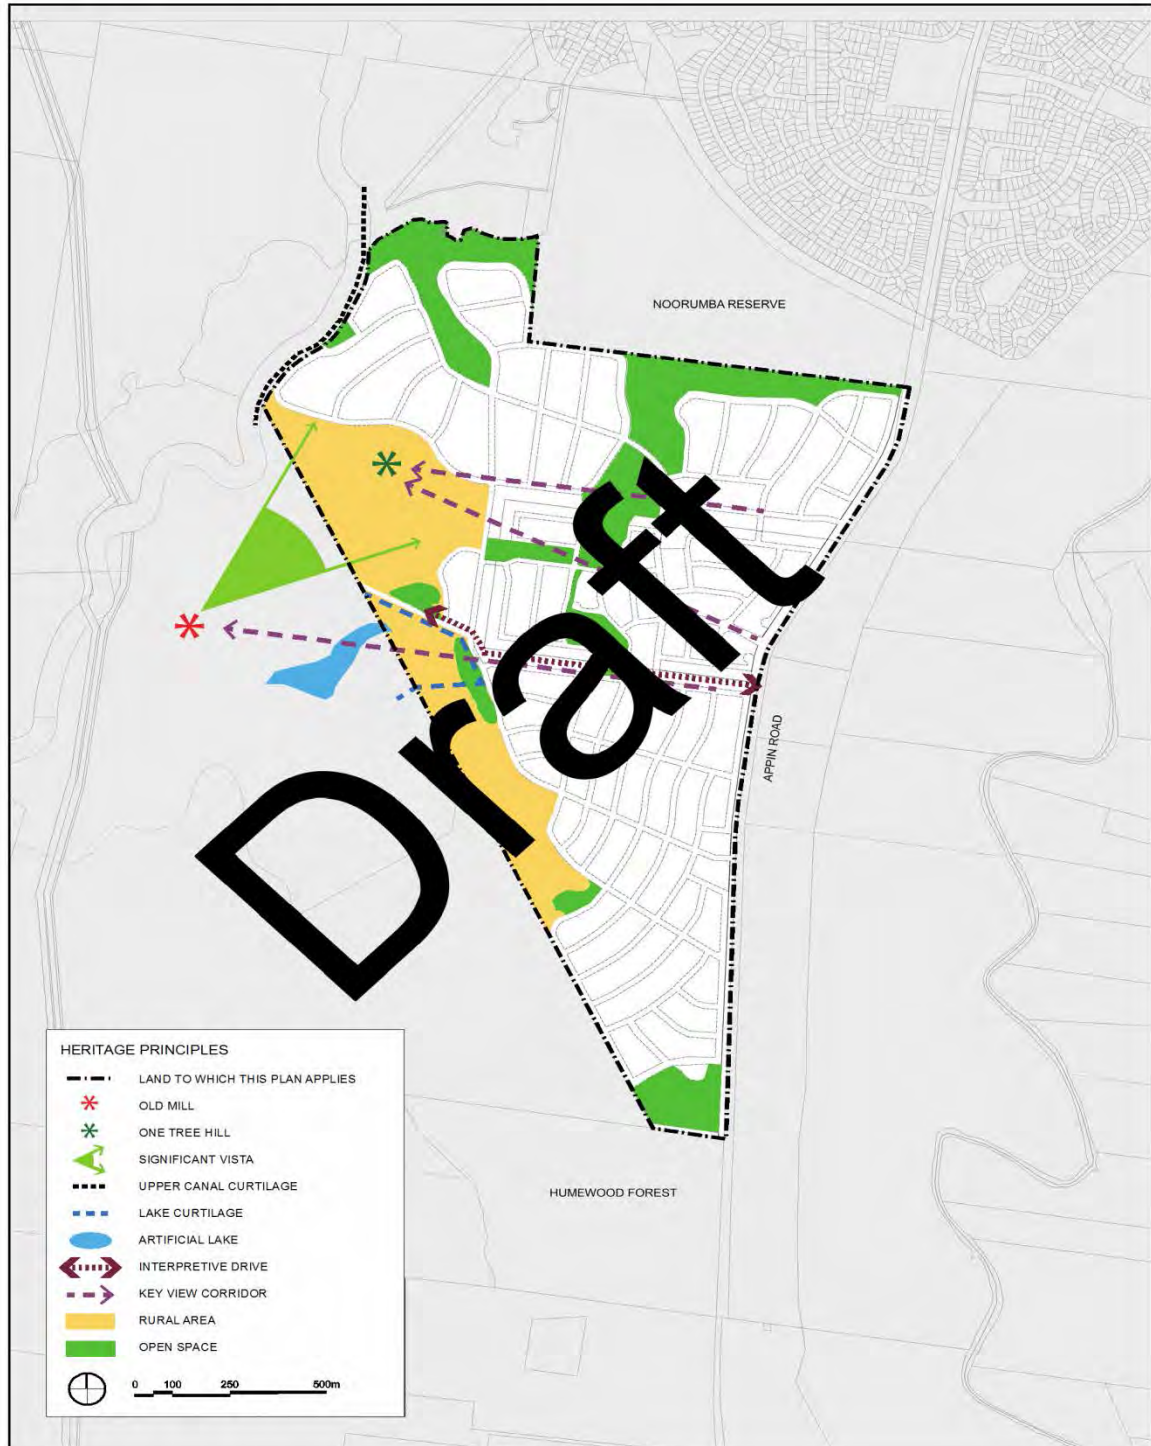 NOORUMBA RESERVE
Draft
APPIN ROAD
HERITAGE PRINCIPLES
LAND TO WHICH THIS PLAN APPLIES
OLD MILL
ONE TREE HILL
SIGNIFICANT VISTA
UPPER CANAL CURTILAGE
LAKE CURTILAGE
ARTIFICIAL LAKE
INTERPRETIVE DRIVE
KEY VIEW CORRIDOR
RURAL AREA
OPEN SPACE
0 100 250 500m
HUMEWOOD FOREST